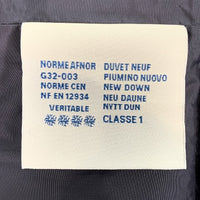 NORME AFNOR DUVET NEUF
G32-003 PIUMINO NUOVO
NORME CEN NEW DOWN
NF EN 12934 NEU DAUNE
VERITABLE NYTT DUN
CLASSE 1